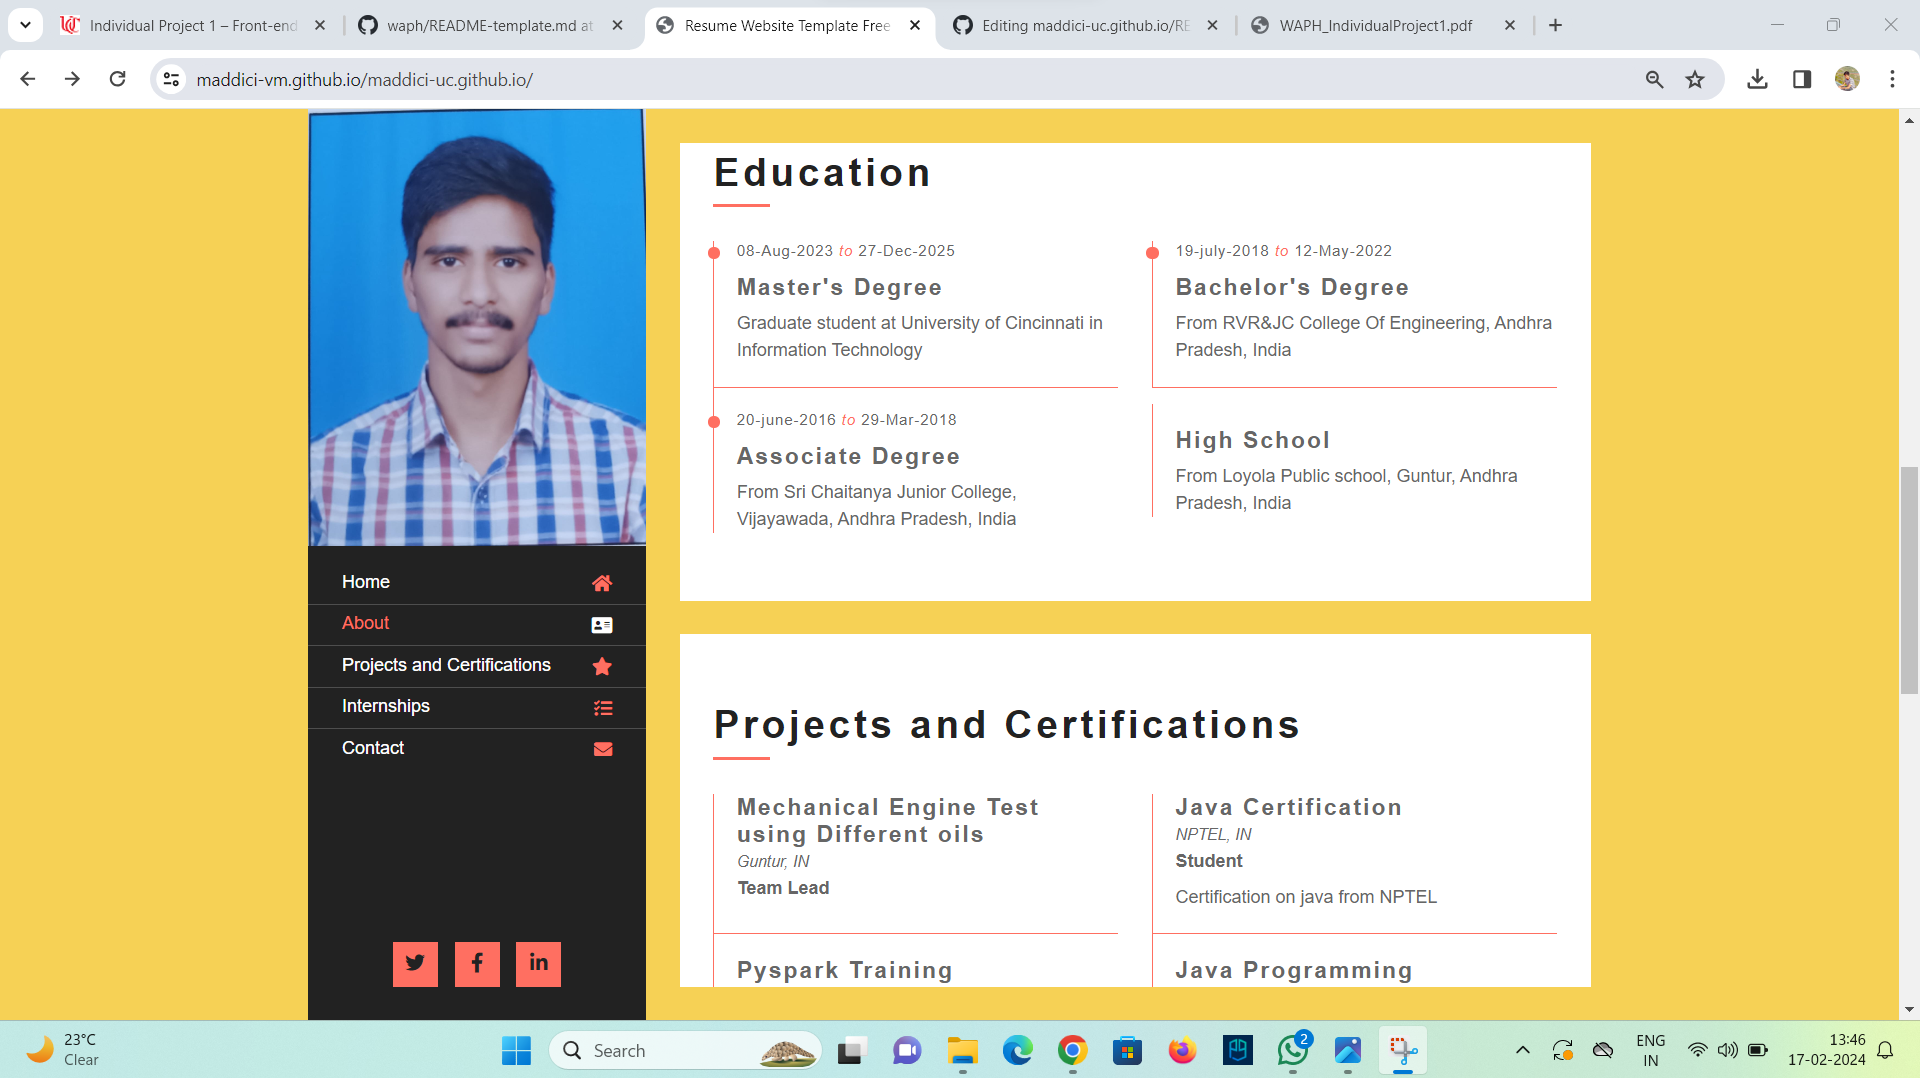 Individual Project 1 – Front-end
waph/README-template.md at
Resume Website Template Free
Editing maddici-uc.github.io/RE
WAPH_IndividualProject1.pdf
maddici-vm.github.io/maddici-uc.github.io/
Home
About
Projects and Certifications
Internships
Contact
Education
08-Aug-2023 to 27-Dec-2025
Master's Degree
Graduate student at University of Cincinnati in
Information Technology
19-july-2018 to 12-May-2022
Bachelor's Degree
From RVR&JC College Of Engineering, Andhra
Pradesh, India
20-june-2016 to 29-Mar-2018
Associate Degree
From Sri Chaitanya Junior College,
Vijayawada, Andhra Pradesh, India
High School
From Loyola Public school, Guntur, Andhra
Pradesh, India
Projects and Certifications
Mechanical Engine Test
using Different oils
Guntur, IN
Team Lead
Java Certification
NPTEL, IN
Student
Certification on java from NPTEL
Pyspark Training
Java Programming
23°C
Clear
Search
2
ENG
IN
13:46
17-02-2024